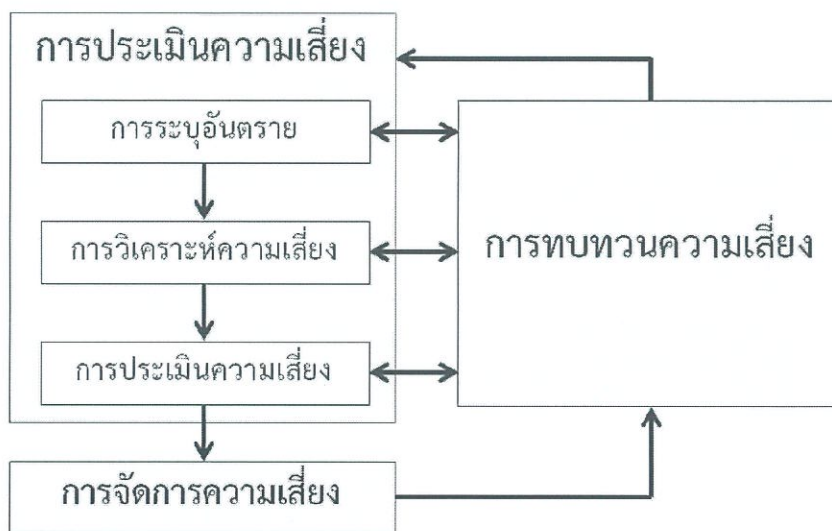 การประเมินความเสี่ยง
การระบุอันตราย
การวิเคราะห์ความเสี่ยง
การประเมินความเสี่ยง
การจัดการความเสี่ยง
การทบทวนความเสี่ยง